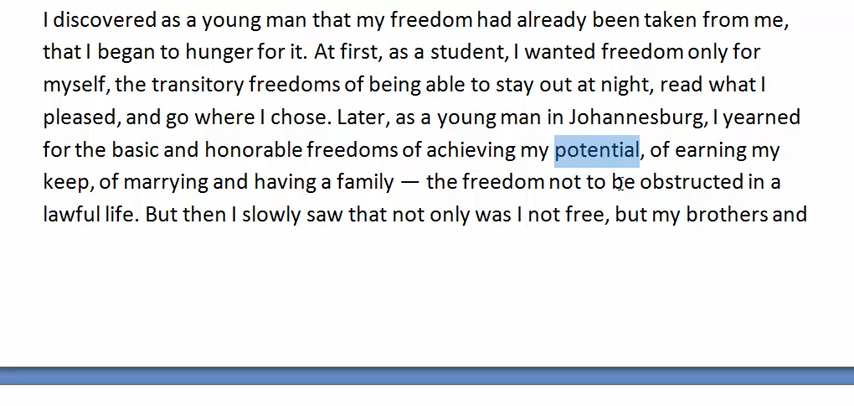 I discovered as a young man that my freedom had already been taken from me,
that I began to hunger for it. At first, as a student, I wanted freedom only for
myself, the transitory freedoms of being able to stay out at night, read what I
pleased, and go where I chose. Later, as a young man in Johannesburg, I yearned
for the basic and honorable freedoms of achieving my potential, of earning my
keep, of marrying and having a family — the freedom not to be obstructed in a
lawful life. But then I slowly saw that not only was I not free, but my brothers and